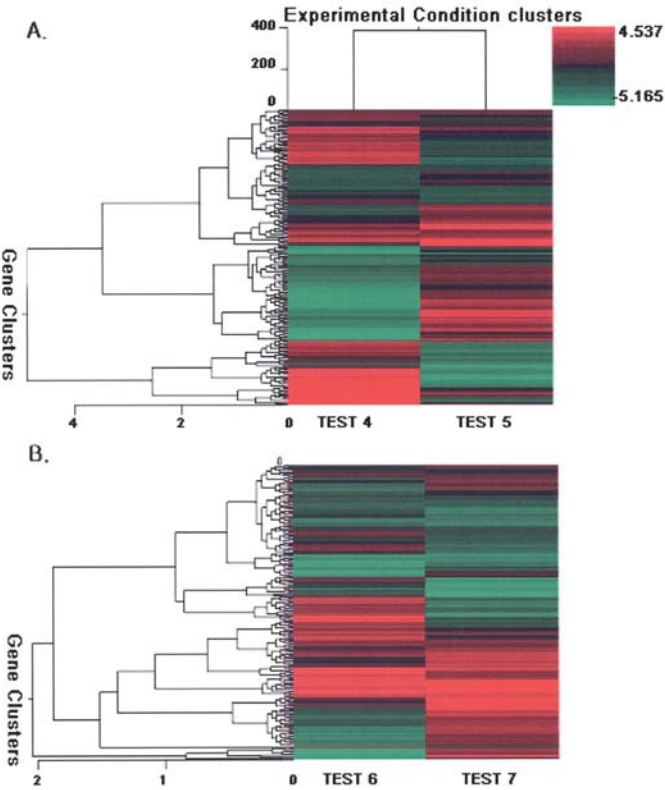 A.
Experimental Condition clusters
400
200
0
4.537
-5.165
Gene Clusters
4 2 0 TEST 4 TEST 5
B.
0
Gene Clusters
2 1 0 TEST 6 TEST 7